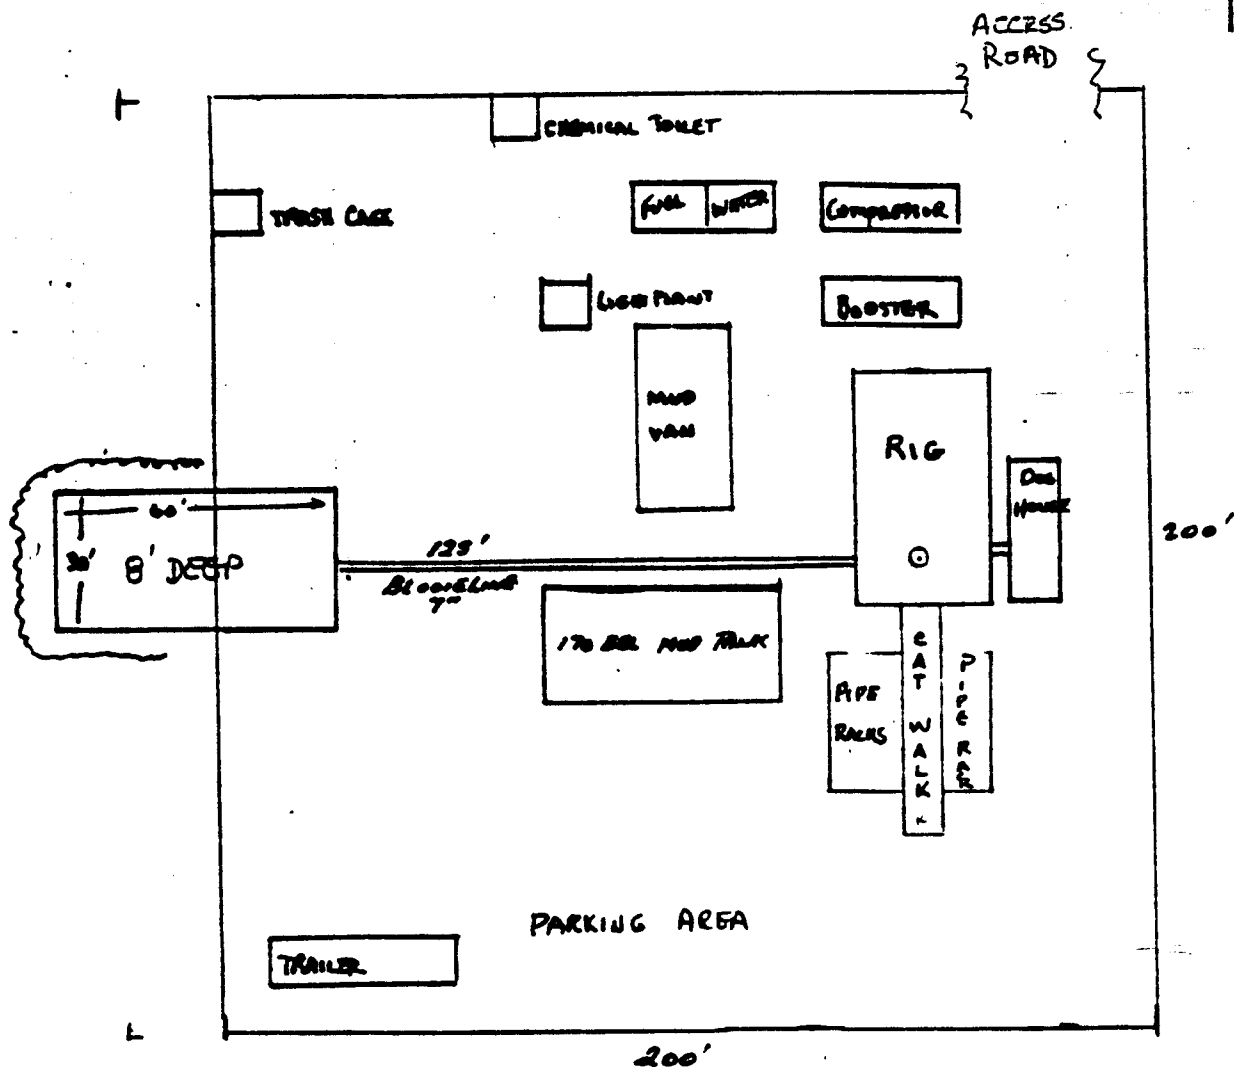 ACCESS
ROAD
CHEMICAL TOILET
TRASH CAGE
FUEL
WATER
COMPRESSOR
LIGHT PLANT
BOOSTER
MUD
VAN
RIG
DOG
HOUSE
200'
60'
30'
8' DEEP
125'
BLOOIE LINE
7"
170 BBL MUD TANK
CAT WALK
PIPE
RACKS
PIPE RACK
PARKING AREA
TRAILER
200'